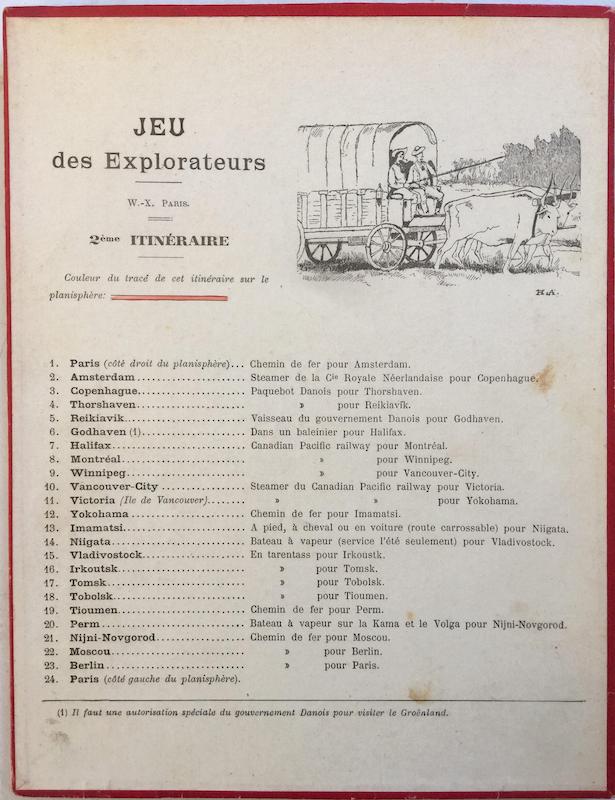 JEU
des Explorateurs
W.-X. PARIS.
2ème ITINÉRAIRE
Couleur du tracé de cet itinéraire sur le
planisphère:
H.A.
1. Paris (côté droit du planisphère)... Chemin de fer pour Amsterdam.
2. Amsterdam........................ Steamer de la Cie Royale Néerlandaise pour Copenhague.
3. Copenhague........................ Paquebot Danois pour Thorshaven.
4. Thorshaven........................ » pour Reikiavik.
5. Reikiavik........................ Vaisseau du gouvernement Danois pour Godhaven.
6. Godhaven (1)........................ Dans un baleinier pour Halifax.
7. Halifax........................ Canadian Pacific railway pour Montréal.
8. Montréal........................ » pour Winnipeg.
9. Winnipeg........................ » pour Vancouver-City.
10. Vancouver-City ................ Steamer du Canadian Pacific railway pour Victoria.
11. Victoria (Ile de Vancouver)....... » » pour Yokohama.
12. Yokohama ........................ Chemin de fer pour Imamatsi.
13. Imamatsi........................ A pied, à cheval ou en voiture (route carrossable) pour Niigata.
14. Niigata........................ Bateau à vapeur (service l'été seulement) pour Vladivostock.
15. Vladivostock.................. En tarentass pour Irkoustk.
16. Irkoutsk........................ » pour Tomsk.
17. Tomsk........................ » pour Tobolsk.
18. Tobolsk........................ » pour Tioumen.
19. Tioumen........................ Chemin de fer pour Perm.
20. Perm........................ Bateau à vapeur sur la Kama et le Volga pour Nijni-Novgorod.
21. Nijni-Novgorod................ Chemin de fer pour Moscou.
22. Moscou........................ » pour Berlin.
23. Berlin........................ » pour Paris.
24. Paris (côté gauche du planisphère).
(1) Il faut une autorisation spéciale du gouvernement Danois pour visiter le Groënland.